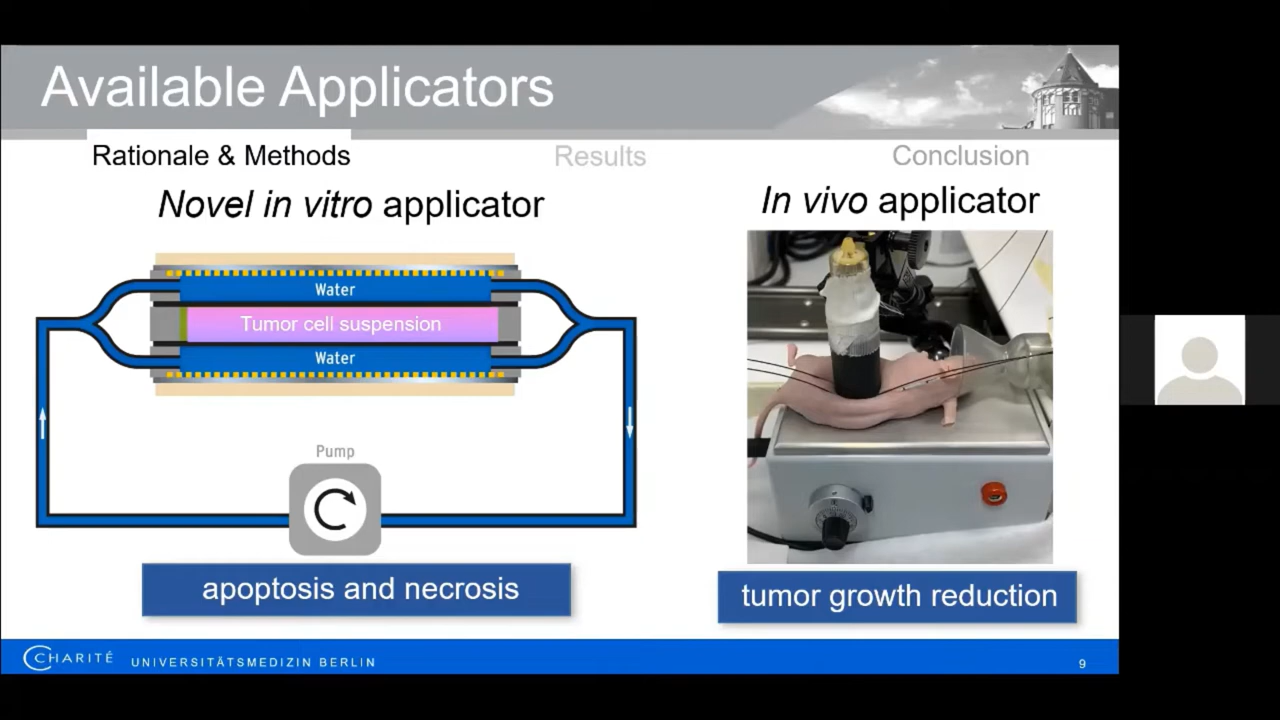 Available Applicators
Rationale & Methods
Results
Conclusion
Novel in vitro applicator
In vivo applicator
Water
Tumor cell suspension
Water
Pump
apoptosis and necrosis
tumor growth reduction
CHARITÉ UNIVERSITÄTSMEDIZIN BERLIN
9